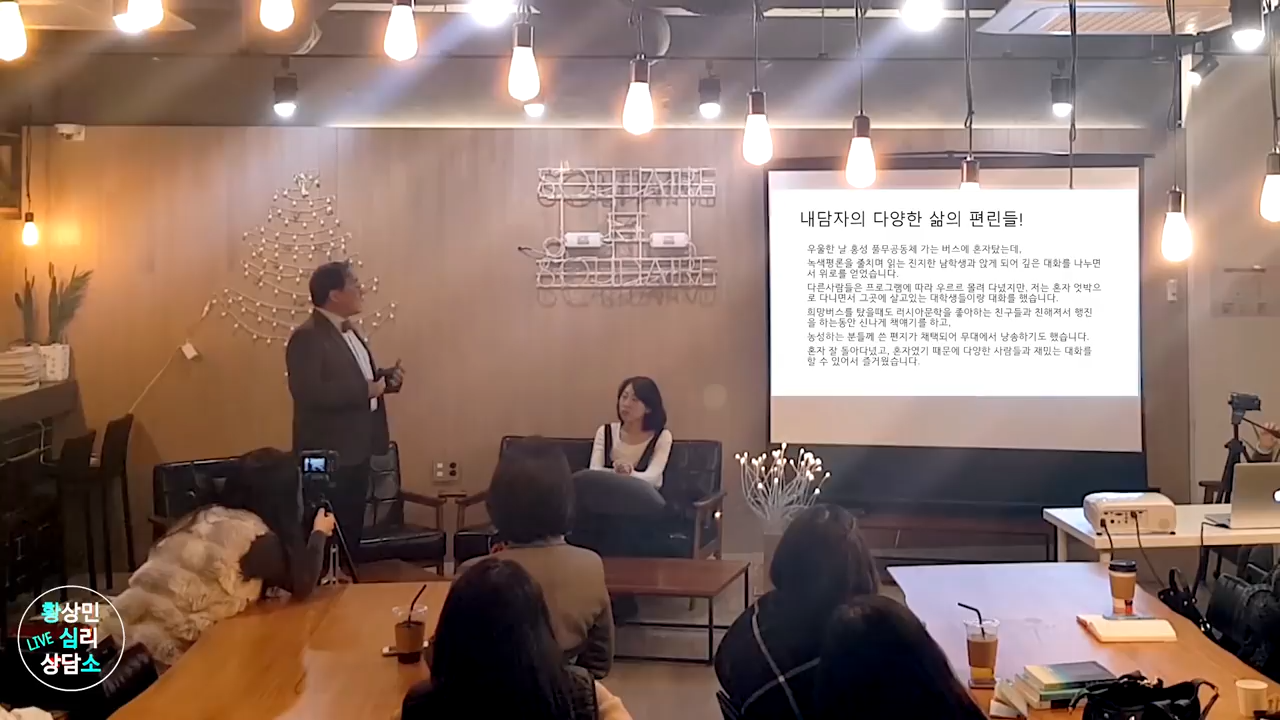 내담자의 다양한 삶의 편린들!
우울한 날 홍성 풀무공동체 가는 버스에 혼자탔는데,
녹색평론을 줄치며 읽는 진지한 남학생과 앉게 되어 깊은 대화를 나누면
서 위로를 얻었습니다.
다른사람들은 프로그램에 따라 우르르 몰려 다녔지만, 저는 혼자 엇박으
로 다니면서 그곳에 살고있는 대학생들이랑 대화를 했습니다.
희망버스를 탔을때도 러시아문학을 좋아하는 친구들과 친해져서 행진
을 하는동안 신나게 책얘기를 하고,
농성하는 분들께 쓴 편지가 채택되어 무대에서 낭송하기도 했습니다.
혼자 잘 돌아다녔고, 혼자였기 때문에 다양한 사람들과 재밌는 대화를
할 수 있어서 즐거웠습니다.
황상민
LIVE 심리
상담소